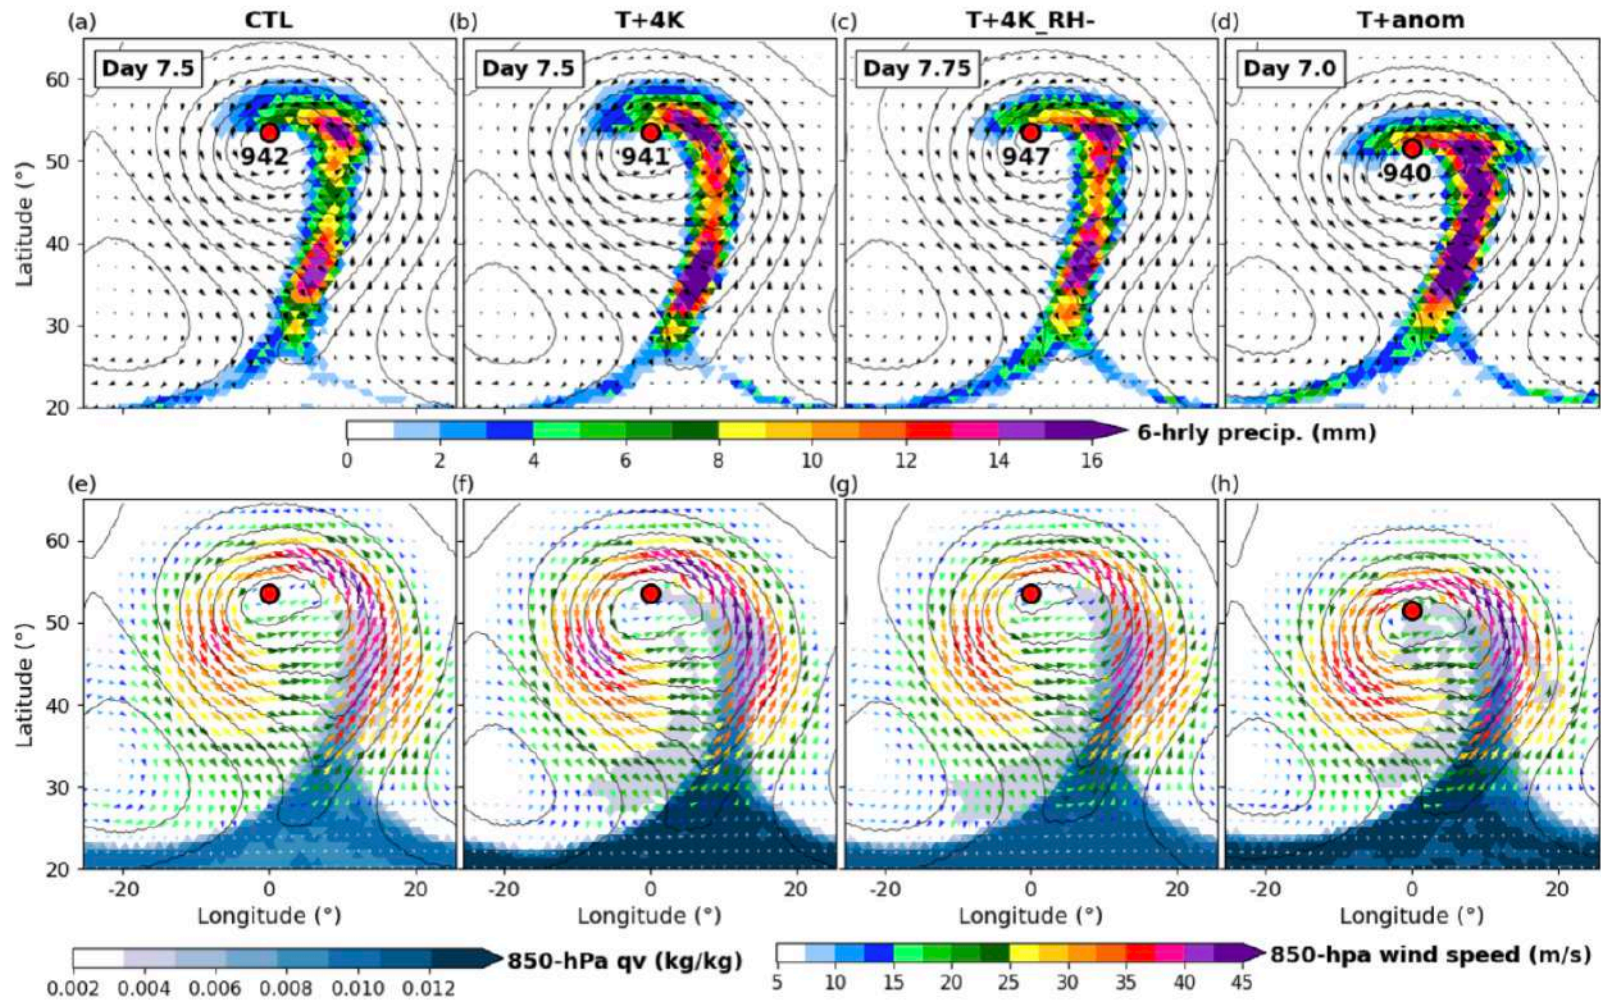 (a) CTL (b) T+4K (c) T+4K_RH- (d) T+anom
Day 7.5 Day 7.5 Day 7.75 Day 7.0
60
50
40
30
20
Latitude (°)
942 941 947 940
0 2 4 6 8 10 12 14 16 6-hrly precip. (mm)
(e) (f) (g) (h)
60
50
40
30
20
Latitude (°)
-20 0 20 -20 0 20 -20 0 20 -20 0 20
Longitude (°) Longitude (°) Longitude (°) Longitude (°)
0.002 0.004 0.006 0.008 0.010 0.012 850-hPa qv (kg/kg)
5 10 15 20 25 30 35 40 45 850-hpa wind speed (m/s)